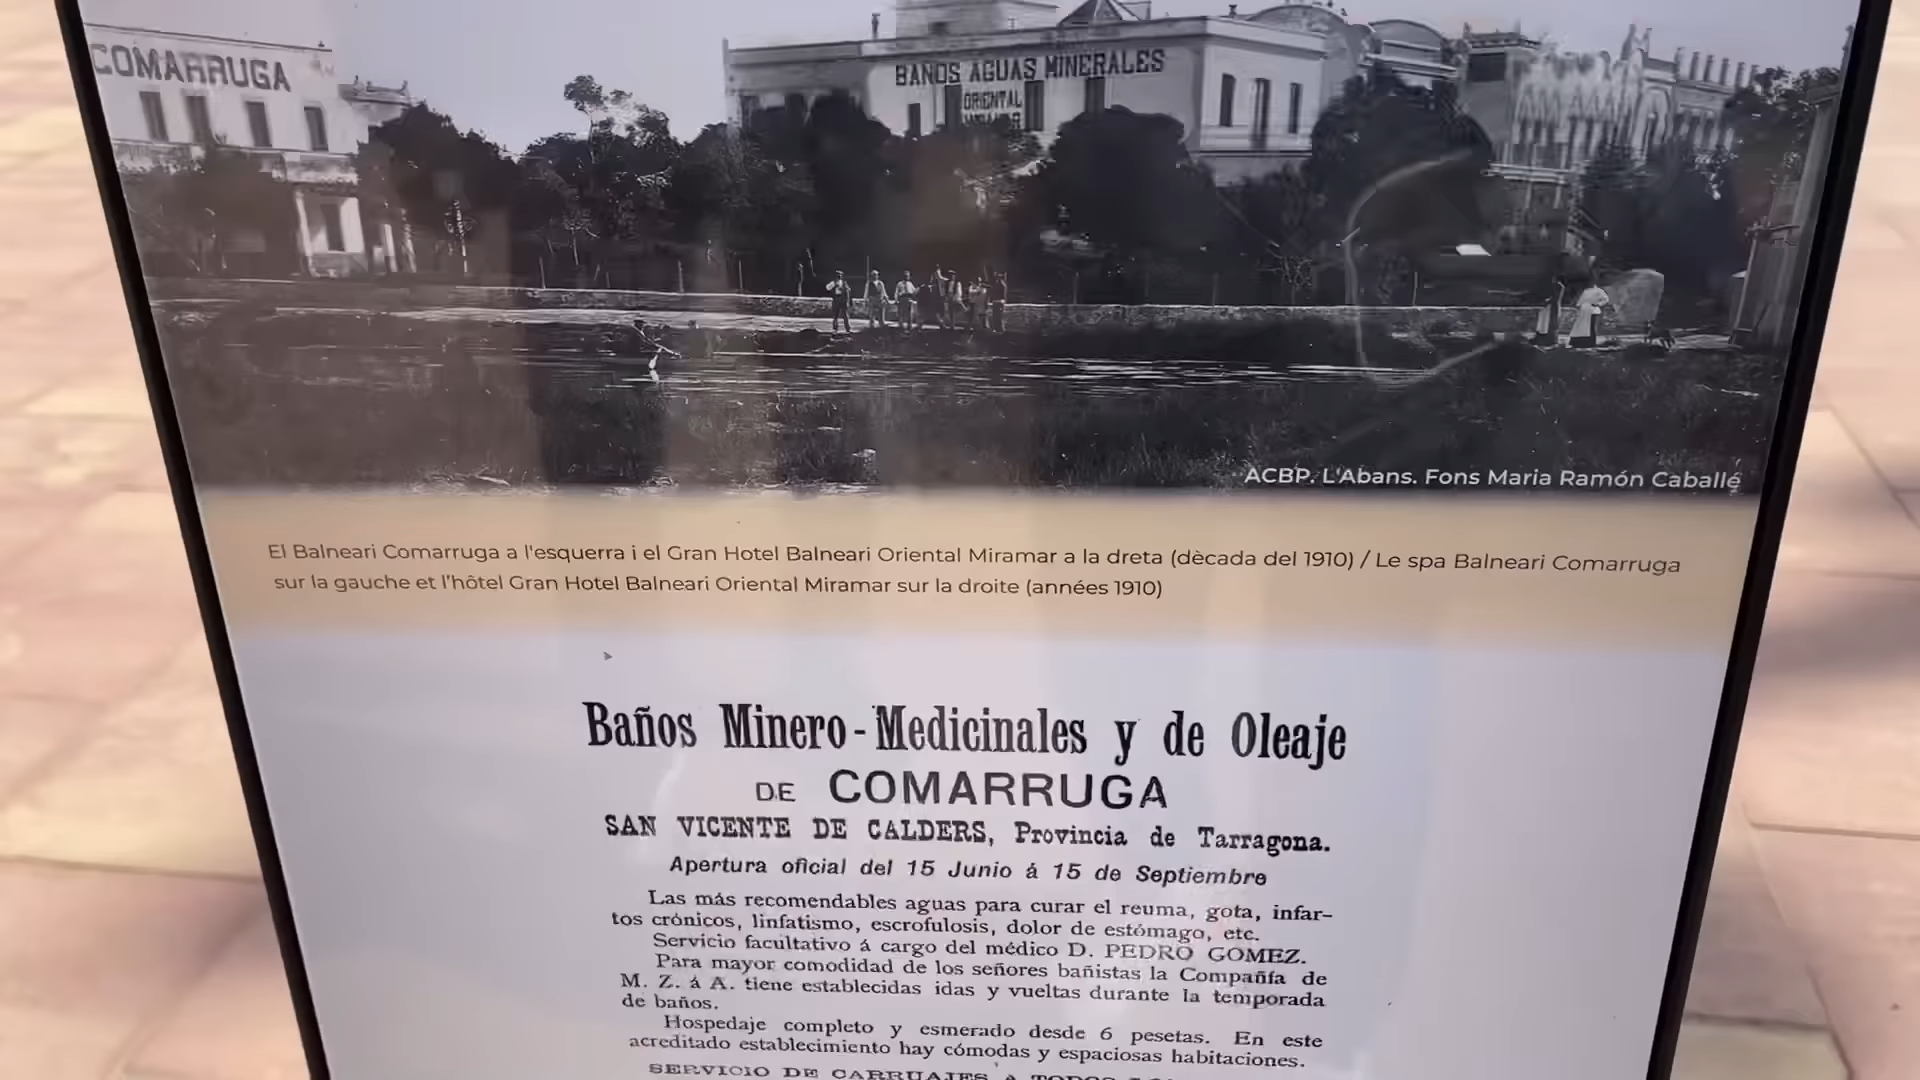 COMARRUGA
BAÑOS AGUAS MINERALES
ORIENTAL
ACBP. L'Abans. Fons Maria Ramón Caballé
El Balneari Comarruga a l'esquerra i el Gran Hotel Balneari Oriental Miramar a la dreta (dècada del 1910) / Le spa Balneari Comarruga
sur la gauche et l'hôtel Gran Hotel Balneari Oriental Miramar sur la droite (années 1910)
Baños Minero-Medicinales y de Oleaje
DE COMARRUGA
SAN VICENTE DE CALDERS, Provincia de Tarragona.
Apertura oficial del 15 Junio á 15 de Septiembre
Las más recomendables aguas para curar el reuma, gota, infar-
tos crónicos, linfatismo, escrofulosis, dolor de estómago, etc.
Servicio facultativo á cargo del médico D. PEDRO GOMEZ.
Para mayor comodidad de los señores bañistas la Compañía de
M. Z. á A. tiene establecidas idas y vueltas durante la temporada
de baños.
Hospedaje completo y esmerado desde 6 pesetas. En este
acreditado establecimiento hay cómodas y espaciosas habitaciones.
SERVICIO DE CARRUAJES A TODOS